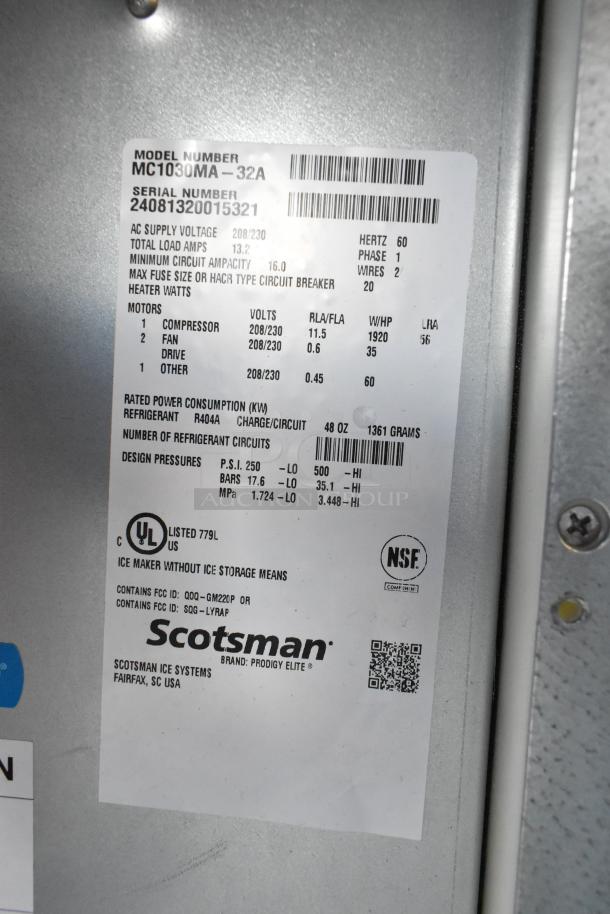 MODEL NUMBER
MC1030MA-32A
SERIAL NUMBER
24081320015321
AC SUPPLY VOLTAGE 208/230 HERTZ 60
TOTAL LOAD AMPS 13.2 PHASE 1
MINIMUM CIRCUIT AMPACITY 16.0 WIRES 2
MAX FUSE SIZE OR HACR TYPE CIRCUIT BREAKER 20
HEATER WATTS
MOTORS VOLTS RLA/FLA W/HP LRA
1 COMPRESSOR 208/230 11.5 1920 56
2 FAN 208/230 0.6 35
DRIVE
1 OTHER 208/230 0.45 60
RATED POWER CONSUMPTION (KW)
REFRIGERANT R404A CHARGE/CIRCUIT 48 OZ 1361 GRAMS
NUMBER OF REFRIGERANT CIRCUITS
DESIGN PRESSURES P.S.I. 250 -LO 500 -HI
BARS 17.6 -LO 35.1 -HI
MPa 1.724-LO 3.448-HI
AUCTION GROUP
C UL US LISTED 779L
NSF
COMPONENT
ICE MAKER WITHOUT ICE STORAGE MEANS
CONTAINS FCC ID: QOQ-GM220P OR
CONTAINS FCC ID: SQG-LYRAP
Scotsman
BRAND: PRODIGY ELITE ®
SCOTSMAN ICE SYSTEMS
FAIRFAX, SC USA
N